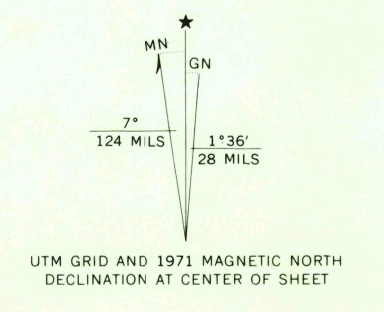 ★
MN
GN
7°
124 MILS
1°36′
28 MILS
UTM GRID AND 1971 MAGNETIC NORTH
DECLINATION AT CENTER OF SHEET